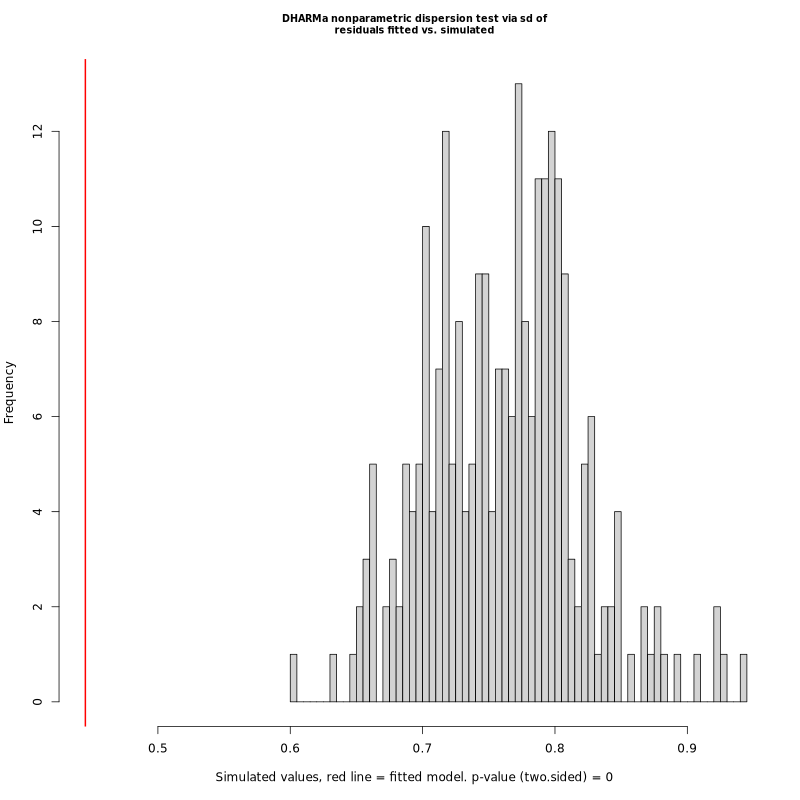 DHARMa nonparametric dispersion test via sd of
residuals fitted vs. simulated
Frequency
12
10
8
6
4
2
0
0.5 0.6 0.7 0.8 0.9
Simulated values, red line = fitted model. p-value (two.sided) = 0